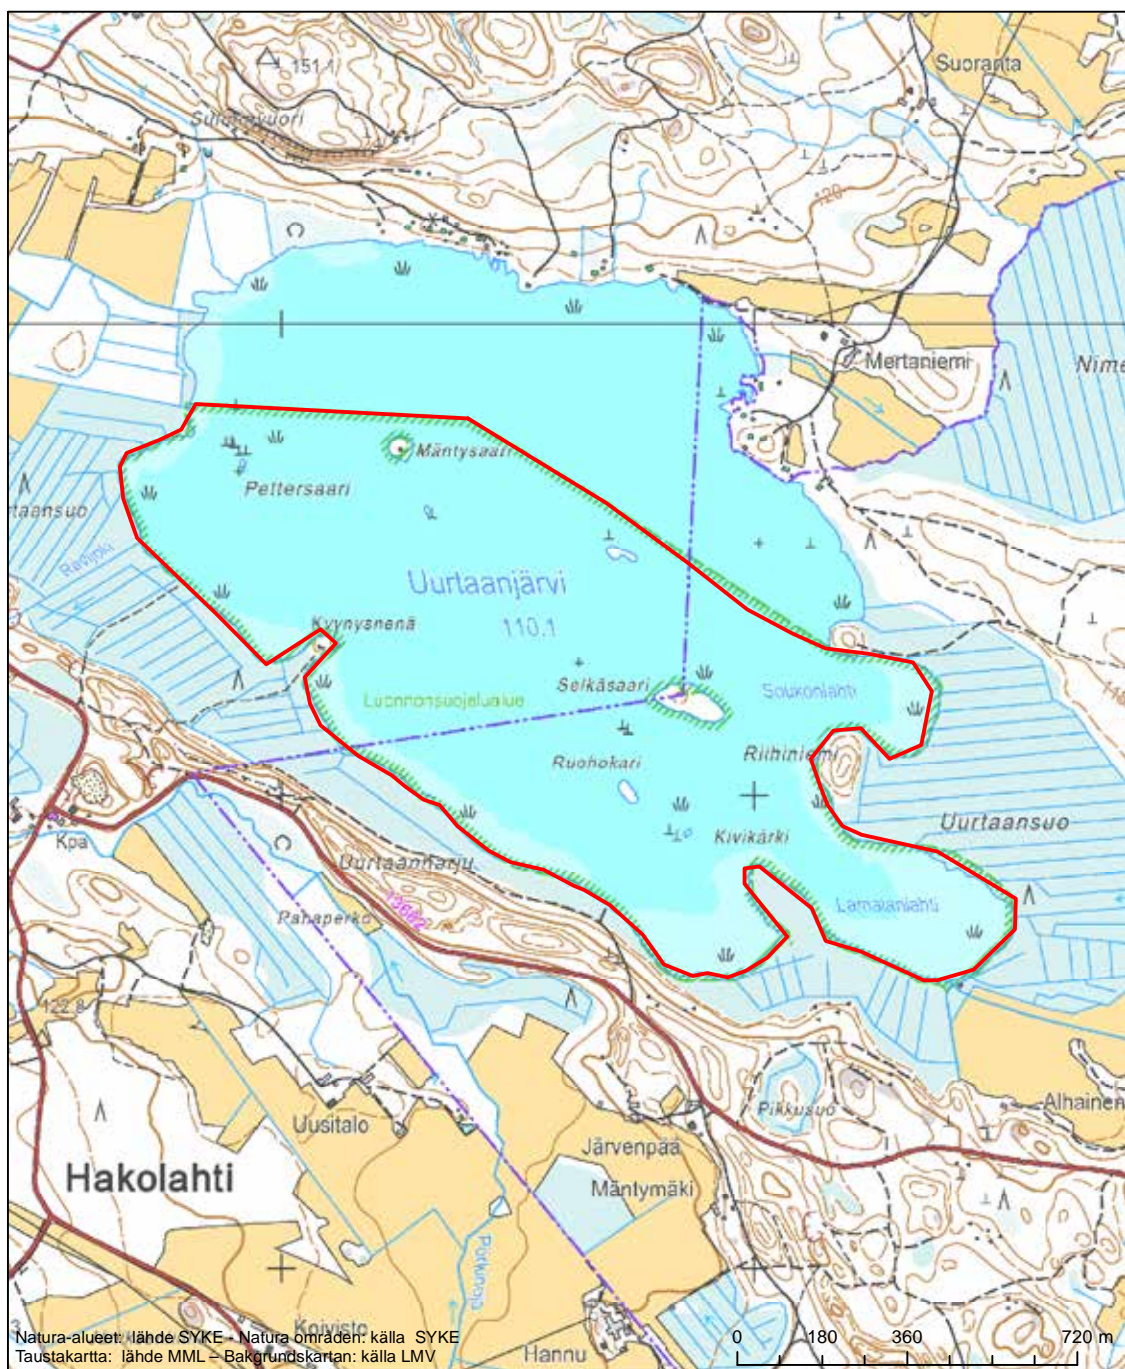 Suoranta
151.1
120
Mertaniemi
Mäntysaari
Pettersaari
Uurtaanjärvi
110.1
Kyynysnenä
Selkäsaari
Soukonlahti
Luonnonsuojelualue
Riihiniemi
Ruohokari
Uurtaansuo
Kivikärki
Kpa
Uurtaanharju
Lamalanlahti
13662
Pahaperko
122.8
Pikkusuo
Alhainen
Uusitalo
Järvenpää
Hakolahti
Mäntymäki
Koivisto
Hannu
Natura-alueet: lähde SYKE - Natura områden: källa SYKE
Taustakartta: lähde MML – Bakgrundskartan: källa LMV
0 180 360 720 m